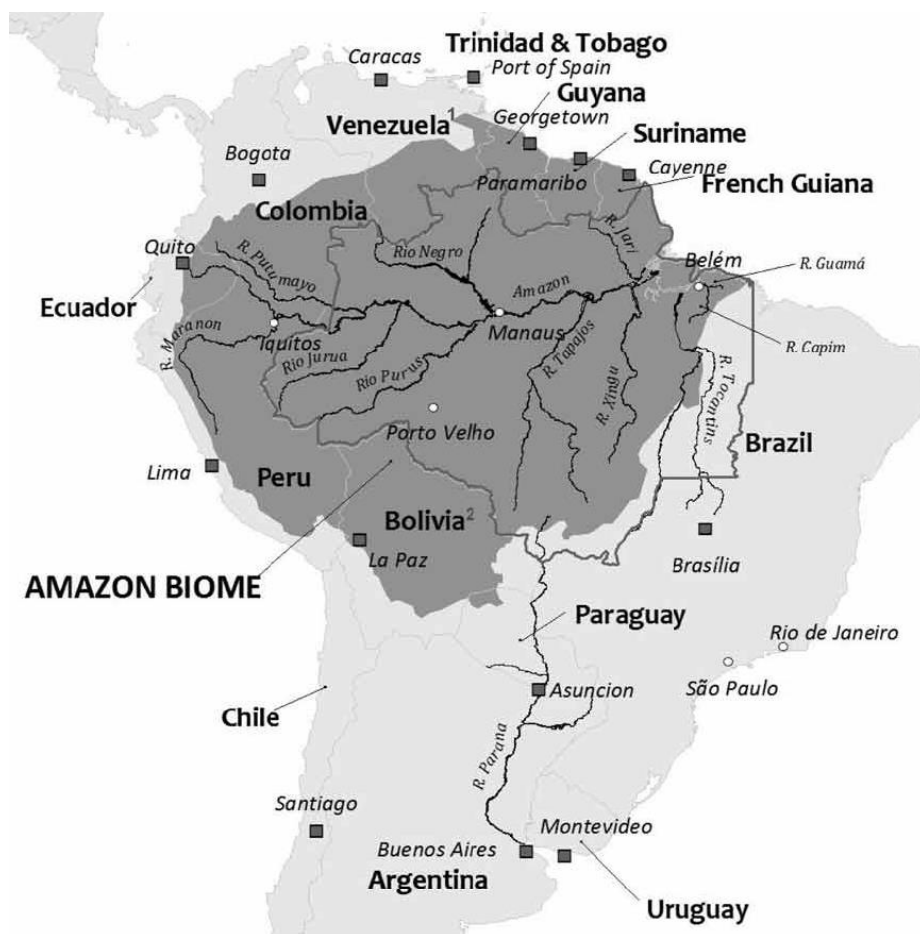 Trinidad & Tobago
Caracas
Port of Spain
Guyana
Venezuela¹
Georgetown
Suriname
Bogota
Cayenne
Paramaribo
French Guiana
Colombia
R. Jari
Quito
R. Putumayo
Rio Negro
Belém
R. Guamá
Amazon
Ecuador
Iquitos
Manaus
R. Maranon
R. Capim
Rio Jurua
Rio Purus
R. Tapajos
R. Xingu
R. Tocantins
Porto Velho
Brazil
Lima
Peru
Bolivia²
La Paz
Brasília
AMAZON BIOME
Paraguay
Rio de Janeiro
Asuncion
São Paulo
Chile
R. Parana
Santiago
Montevideo
Buenos Aires
Argentina
Uruguay